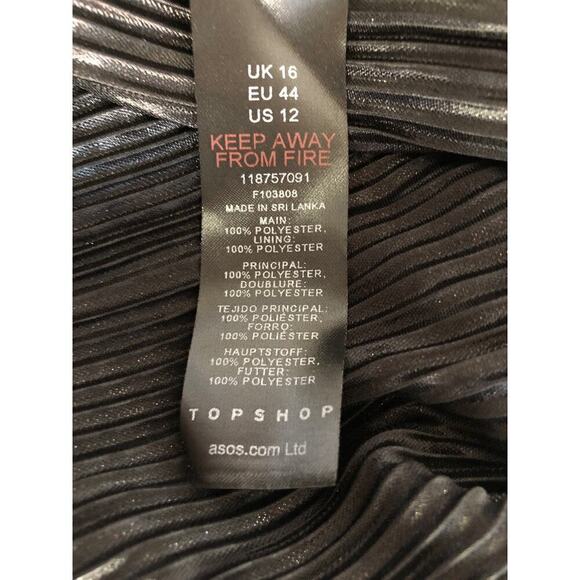 UK 16
EU 44
US 12
KEEP AWAY
FROM FIRE
118757091
F103808
MADE IN SRI LANKA
MAIN:
100% POLYESTER,
LINING:
100% POLYESTER
PRINCIPAL:
100% POLYESTER,
DOUBLURE:
100% POLYESTER
TEJIDO PRINCIPAL:
100% POLIÉSTER,
FORRO:
100% POLIÉSTER
HAUPTSTOFF:
100% POLYESTER,
FUTTER:
100% POLYESTER
TOPSHOP
asos.com Ltd